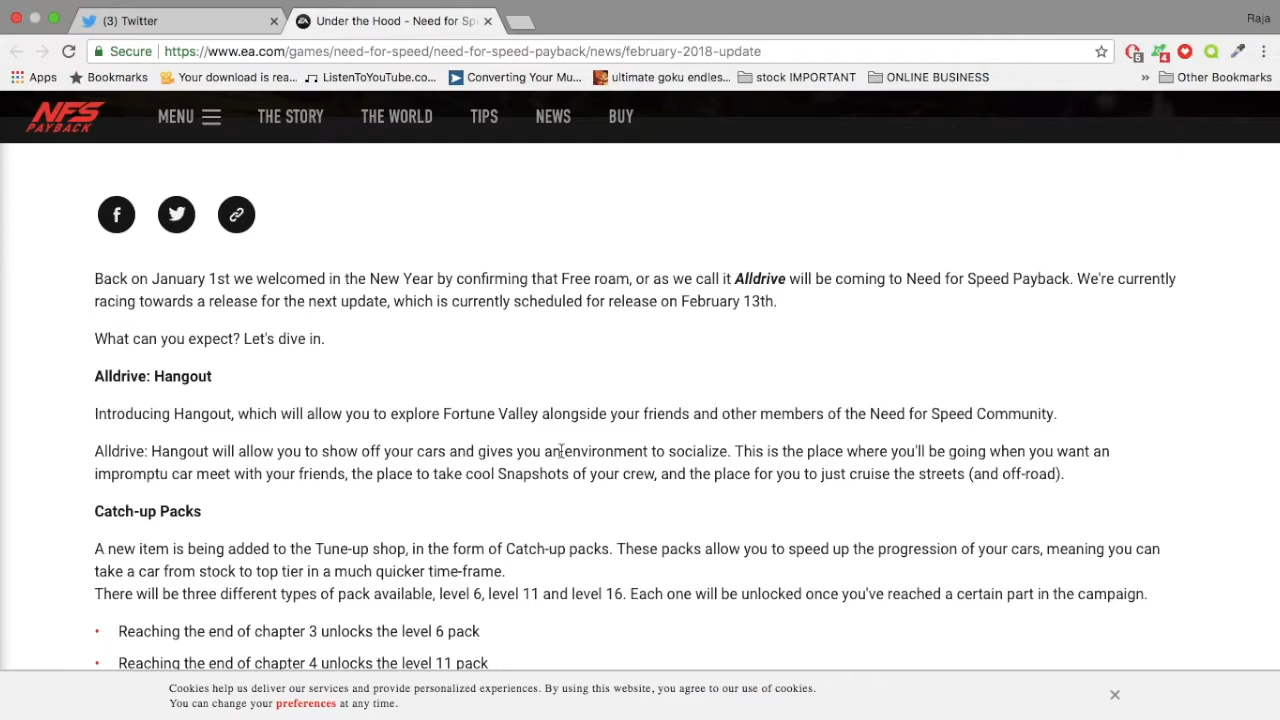 (3) Twitter
Under the Hood - Need for Sp
Raja
Secure
https://www.ea.com/games/need-for-speed/need-for-speed-payback/news/february-2018-update
5
4
Apps
Bookmarks
Your download is rea...
ListenToYouTube.co...
Converting Your Mu...
ultimate goku endles...
stock IMPORTANT
ONLINE BUSINESS
»
Other Bookmarks
NFS
PAYBACK
MENU
THE STORY
THE WORLD
TIPS
NEWS
BUY
Back on January 1st we welcomed in the New Year by confirming that Free roam, or as we call it Alldrive will be coming to Need for Speed Payback. We're currently
racing towards a release for the next update, which is currently scheduled for release on February 13th.
What can you expect? Let's dive in.
Alldrive: Hangout
Introducing Hangout, which will allow you to explore Fortune Valley alongside your friends and other members of the Need for Speed Community.
Alldrive: Hangout will allow you to show off your cars and gives you an environment to socialize. This is the place where you'll be going when you want an
impromptu car meet with your friends, the place to take cool Snapshots of your crew, and the place for you to just cruise the streets (and off-road).
Catch-up Packs
A new item is being added to the Tune-up shop, in the form of Catch-up packs. These packs allow you to speed up the progression of your cars, meaning you can
take a car from stock to top tier in a much quicker time-frame.
There will be three different types of pack available, level 6, level 11 and level 16. Each one will be unlocked once you've reached a certain part in the campaign.
• Reaching the end of chapter 3 unlocks the level 6 pack
• Reaching the end of chapter 4 unlocks the level 11 pack
Cookies help us deliver our services and provide personalized experiences. By using this website, you agree to our use of cookies.
You can change your preferences at any time.